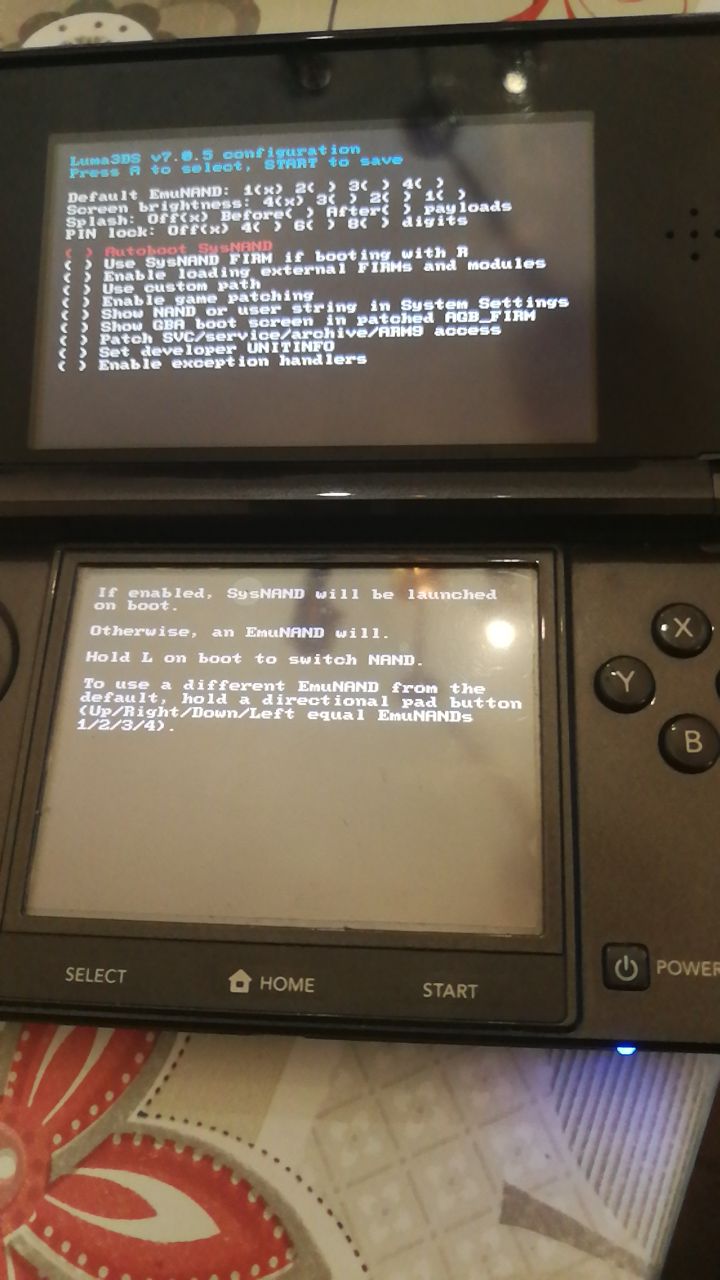 Luma3DS v7.0.5 configuration
Press A to select, START to save
Default EmuNAND: 1(x) 2( ) 3( ) 4( )
Screen brightness: 4(x) 3( ) 2( ) 1( )
Splash: Off(x) Before( ) After( ) payloads
PIN lock: Off(x) 4( ) 6( ) 8( ) digits
( ) Autoboot SysNAND
( ) Use SysNAND FIRM if booting with R
( ) Enable loading external FIRMs and modules
( ) Use custom path
( ) Enable game patching
( ) Show NAND or user string in System Settings
( ) Show GBA boot screen in patched AGB_FIRM
( ) Patch SVC/service/archive/ARM9 access
( ) Set developer UNITINFO
( ) Enable exception handlers
If enabled, SysNAND will be launched
on boot.
Otherwise, an EmuNAND will.
Hold L on boot to switch NAND.
To use a different EmuNAND from the
default, hold a directional pad button
(Up/Right/Down/Left equal EmuNANDs
1/2/3/4).
X
Y
B
SELECT
HOME
START
POWER